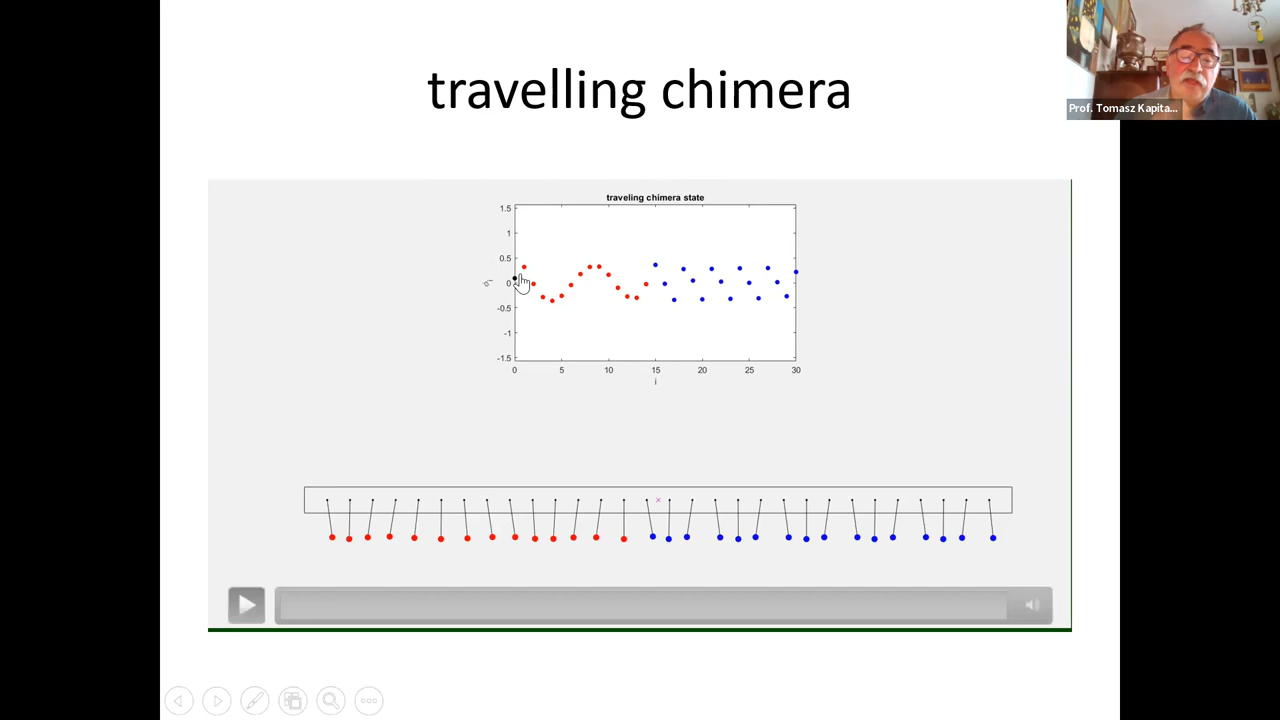 travelling chimera
Prof. Tomasz Kapita...
traveling chimera state
1.5
1
0.5
0
-0.5
-1
-1.5
0 5 10 15 20 25 30
i